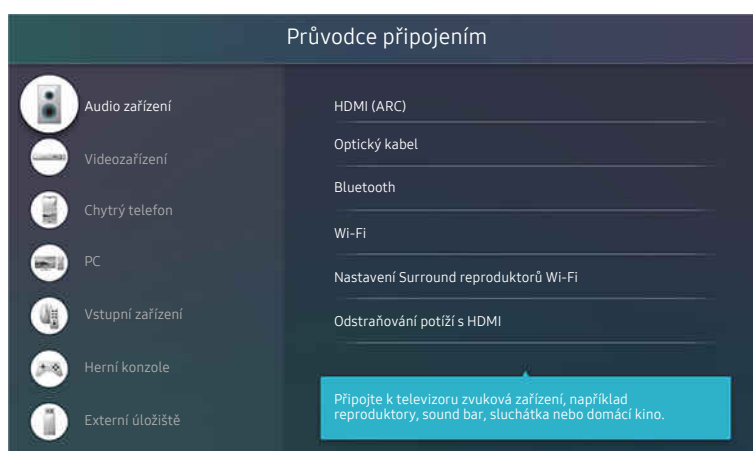 Průvodce připojením
Audio zařízení
Videozařízení
Chytrý telefon
PC
Vstupní zařízení
Herní konzole
Externí úložiště
HDMI (ARC)
Optický kabel
Bluetooth
Wi-Fi
Nastavení Surround reproduktorů Wi-Fi
Odstraňování potíží s HDMI
Připojte k televizoru zvuková zařízení, například
reproduktory, sound bar, sluchátka nebo domácí kino.